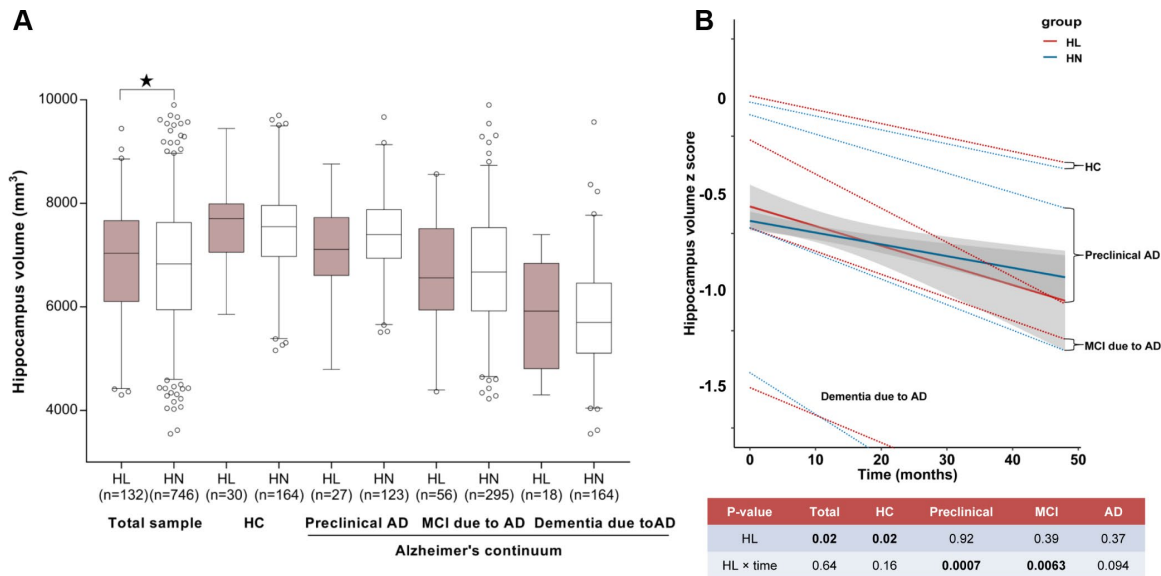 A
★
Hippocampus volume (mm³)
10000
8000
6000
4000
HL HN HL HN HL HN HL HN HL HN
(n=132) (n=746) (n=30) (n=164) (n=27) (n=123) (n=56) (n=295) (n=18) (n=164)
Total sample HC Preclinical AD MCI due to AD Dementia due toAD
Alzheimer's continuum
B
group
HL
HN
Hippocampus volume z score
0
-0.5
-1.0
-1.5
HC
Preclinical AD
MCI due to AD
Dementia due to AD
0 10 20 30 40 50
Time (months)
P-value Total HC Preclinical MCI AD
HL 0.02 0.02 0.92 0.39 0.37
HL × time 0.64 0.16 0.0007 0.0063 0.094